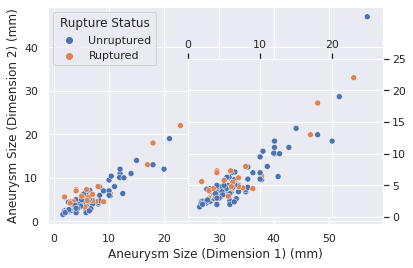 Rupture Status
Unruptured
Ruptured
0 10 20
40
30
20
10
0
25
20
15
10
5
0
0 10 20 30 40 50
Aneurysm Size (Dimension 2) (mm)
Aneurysm Size (Dimension 1) (mm)